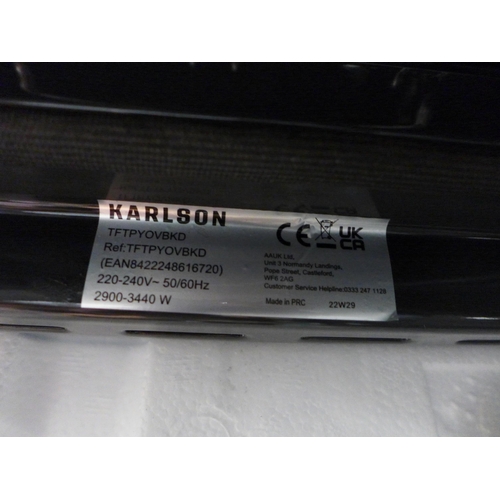 KARLSON
TFTPYOVBKD
Ref:TFTPYOVBKD
(EAN8422248616720)
220-240V~ 50/60Hz
2900-3440 W
CE UK CA
AAUK Ltd,
Unit 3 Normandy Landings,
Pope Street, Castleford,
WF6 2AG
Customer Service Helpline:0333 247 1128
Made in PRC 22W29